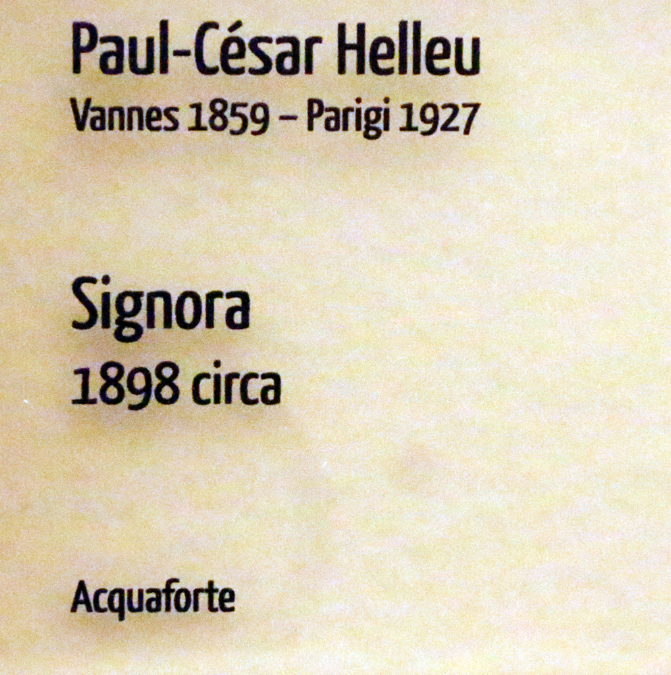 Paul-César Helleu
Vannes 1859 – Parigi 1927
Signora
1898 circa
Acquaforte